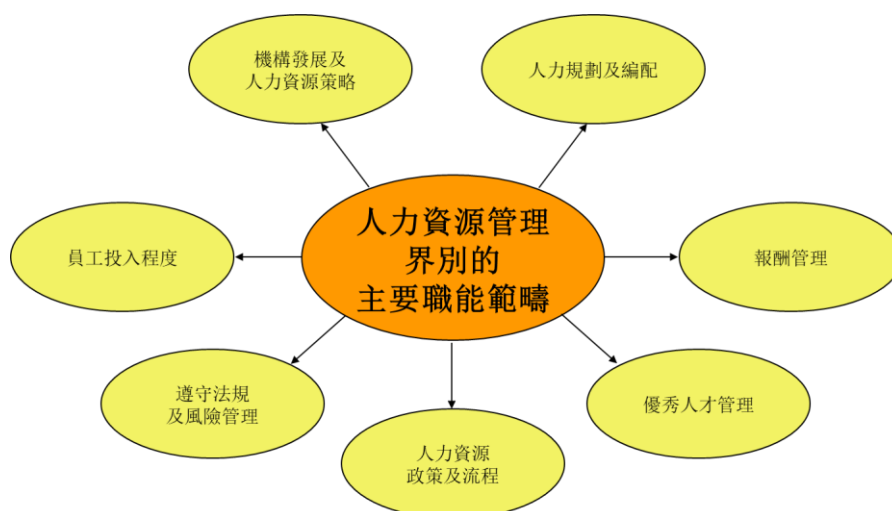 機構發展及
人力資源策略
人力規劃及編配
人力資源管理
界別的
主要職能範疇
員工投入程度
報酬管理
遵守法規
及風險管理
優秀人才管理
人力資源
政策及流程